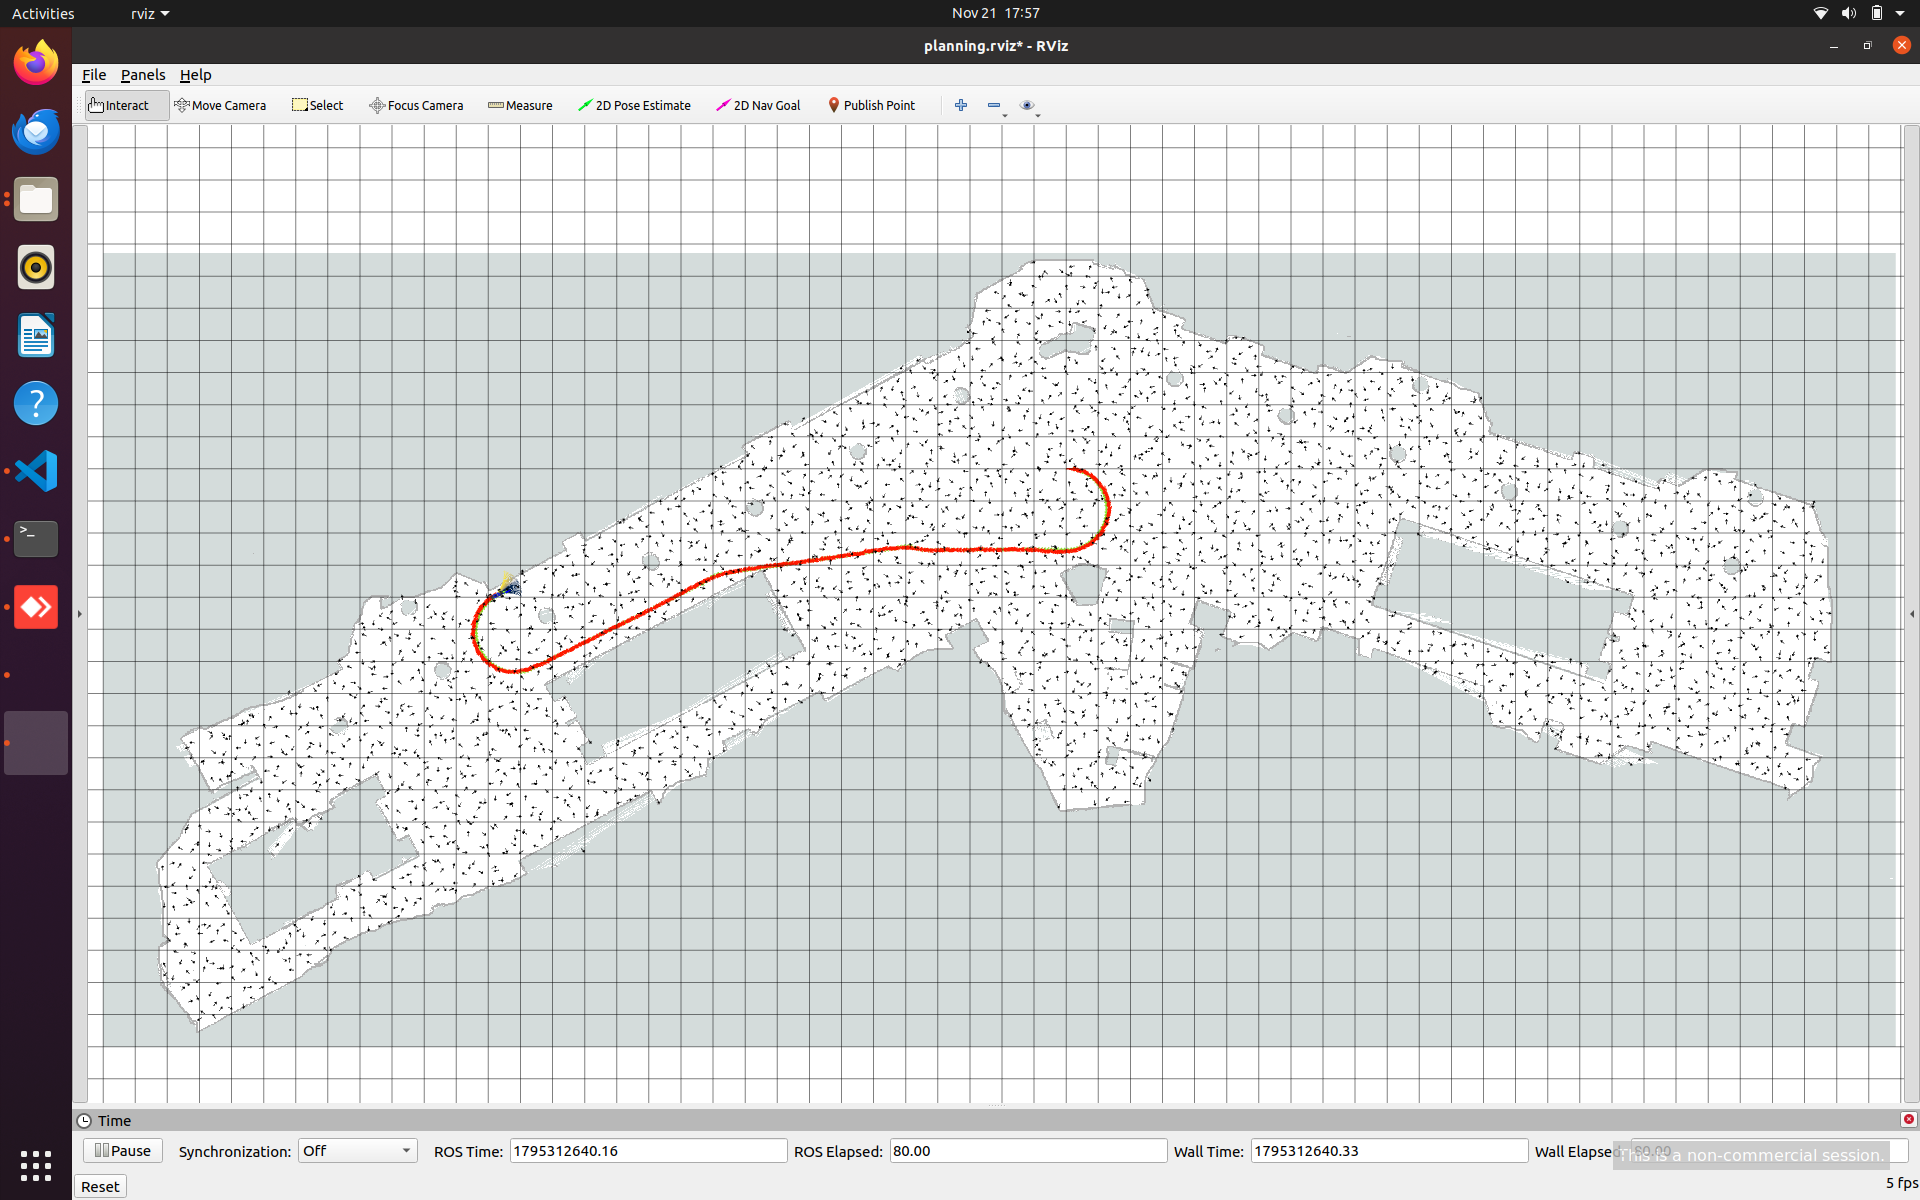 Activities
rviz
Nov 21 17:57
planning.rviz* - RViz
File Panels Help
Interact Move Camera Select Focus Camera Measure 2D Pose Estimate 2D Nav Goal Publish Point
Time
Pause Synchronization: Off ROS Time: 1795312640.16 ROS Elapsed: 80.00 Wall Time: 1795312640.33 Wall Elapsed
This is a non-commercial session.
Reset
5 fps